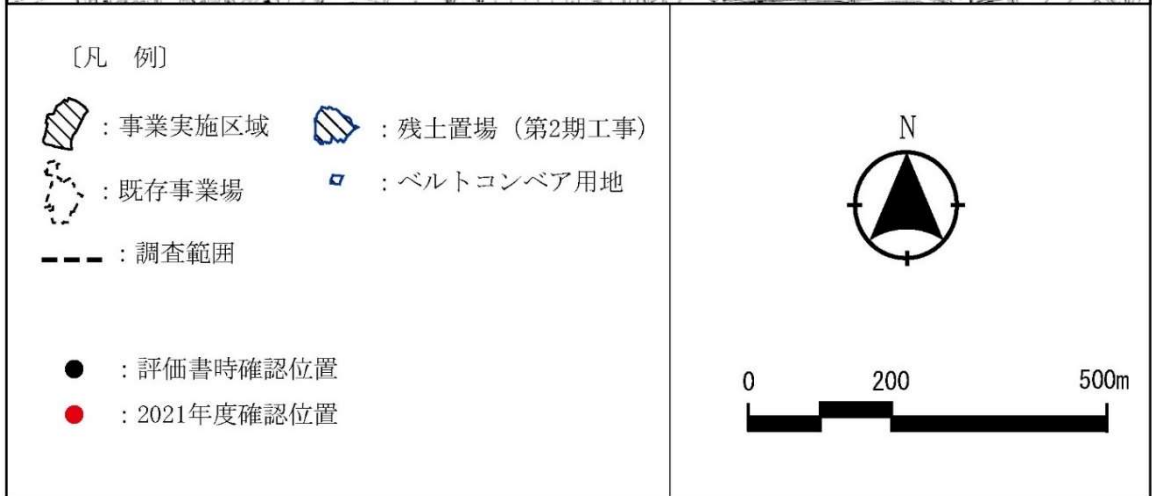 〔凡 例〕
：事業実施区域
：残土置場（第2期工事）
：既存事業場
：ベルトコンベア用地
：調査範囲
：評価書時確認位置
：2021年度確認位置
N
0 200 500m